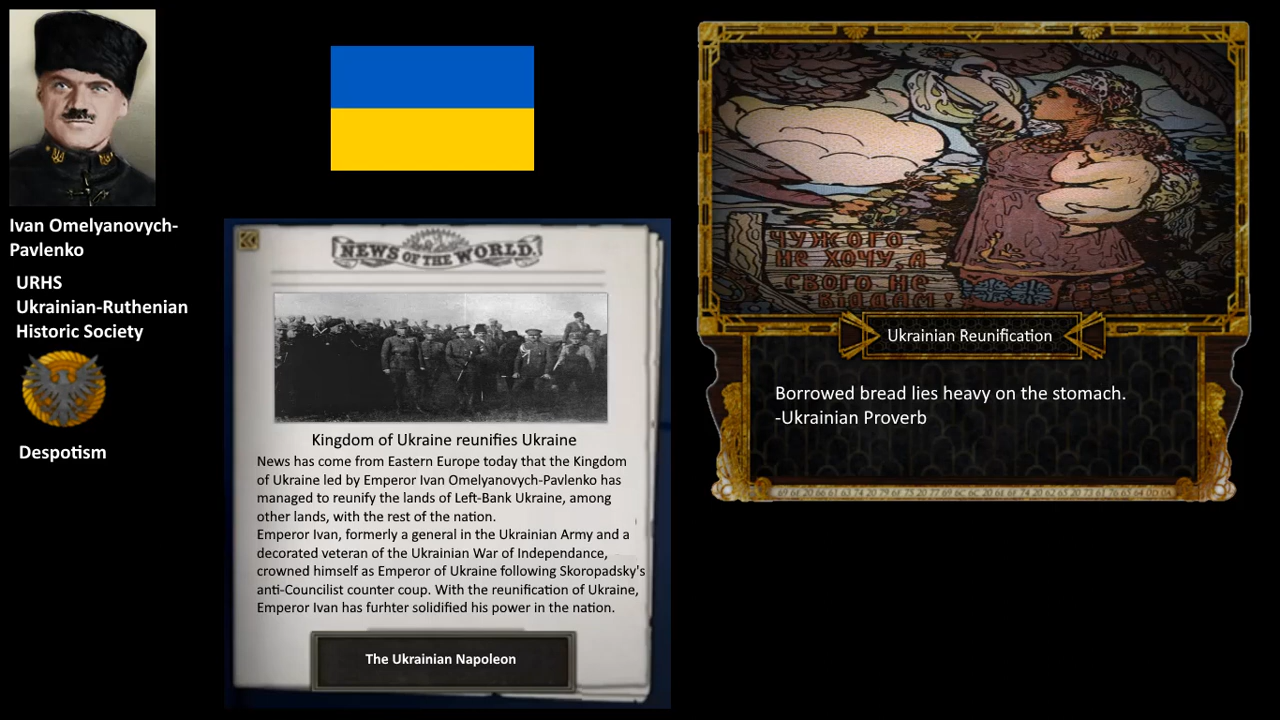 Ivan Omelyanovych-
Pavlenko
URHS
Ukrainian-Ruthenian
Historic Society
Despotism
NEWS OF THE WORLD.
Kingdom of Ukraine reunifies Ukraine
News has come from Eastern Europe today that the Kingdom
of Ukraine led by Emperor Ivan Omelyanovych-Pavlenko has
managed to reunify the lands of Left-Bank Ukraine, among
other lands, with the rest of the nation.
Emperor Ivan, formerly a general in the Ukrainian Army and a
decorated veteran of the Ukrainian War of Independance,
crowned himself as Emperor of Ukraine following Skoropadsky's
anti-Councilist counter coup. With the reunification of Ukraine,
Emperor Ivan has furhter solidified his power in the nation.
The Ukrainian Napoleon
ЧУЖОГО
НЕ ХОЧУ, А
СВОГО НЕ
ВІДДАМ!
Ukrainian Reunification
Borrowed bread lies heavy on the stomach.
-Ukrainian Proverb